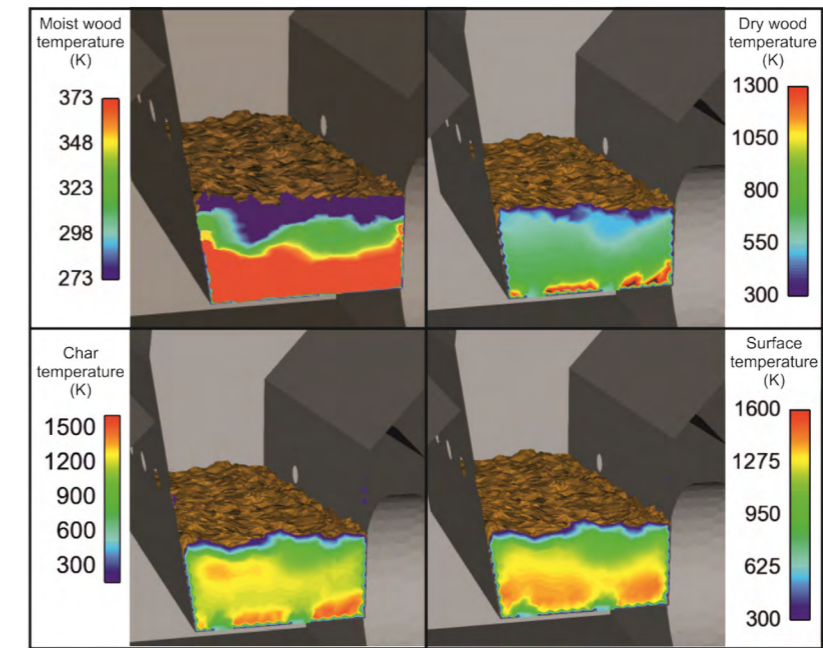 Moist wood
temperature
(K)
373
348
323
298
273
Dry wood
temperature
(K)
1300
1050
800
550
300
Char
temperature
(K)
1500
1200
900
600
300
Surface
temperature
(K)
1600
1275
950
625
300